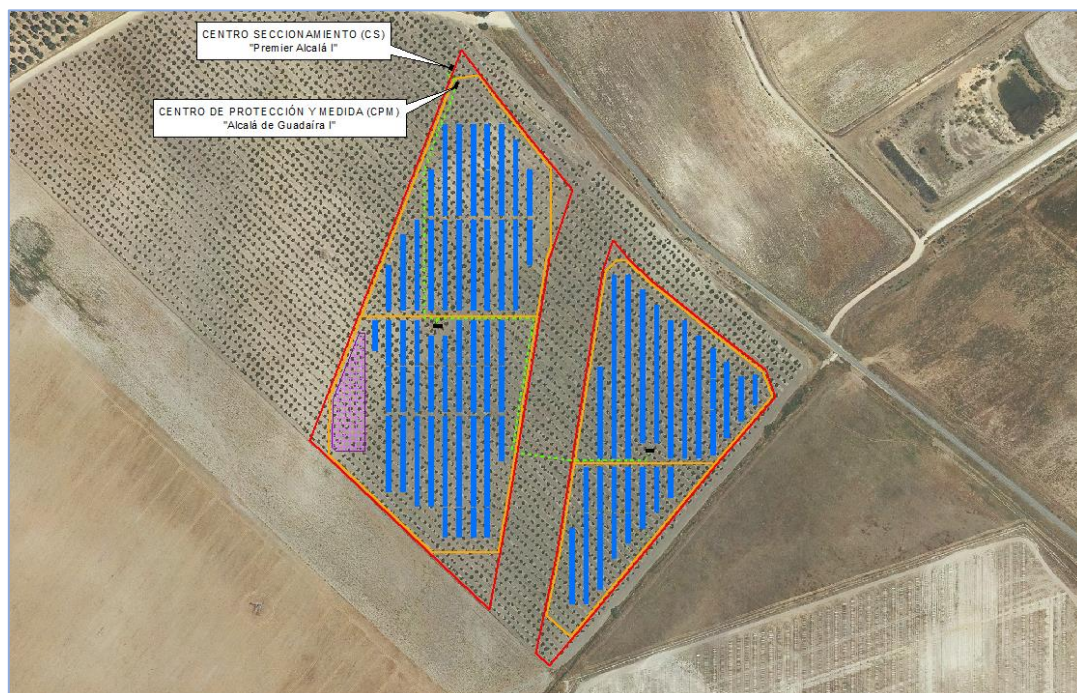 CENTRO SECCIONAMIENTO (CS)
"Premier Alcalá I"
CENTRO DE PROTECCIÓN Y MEDIDA (CPM)
"Alcalá de Guadaíra I"